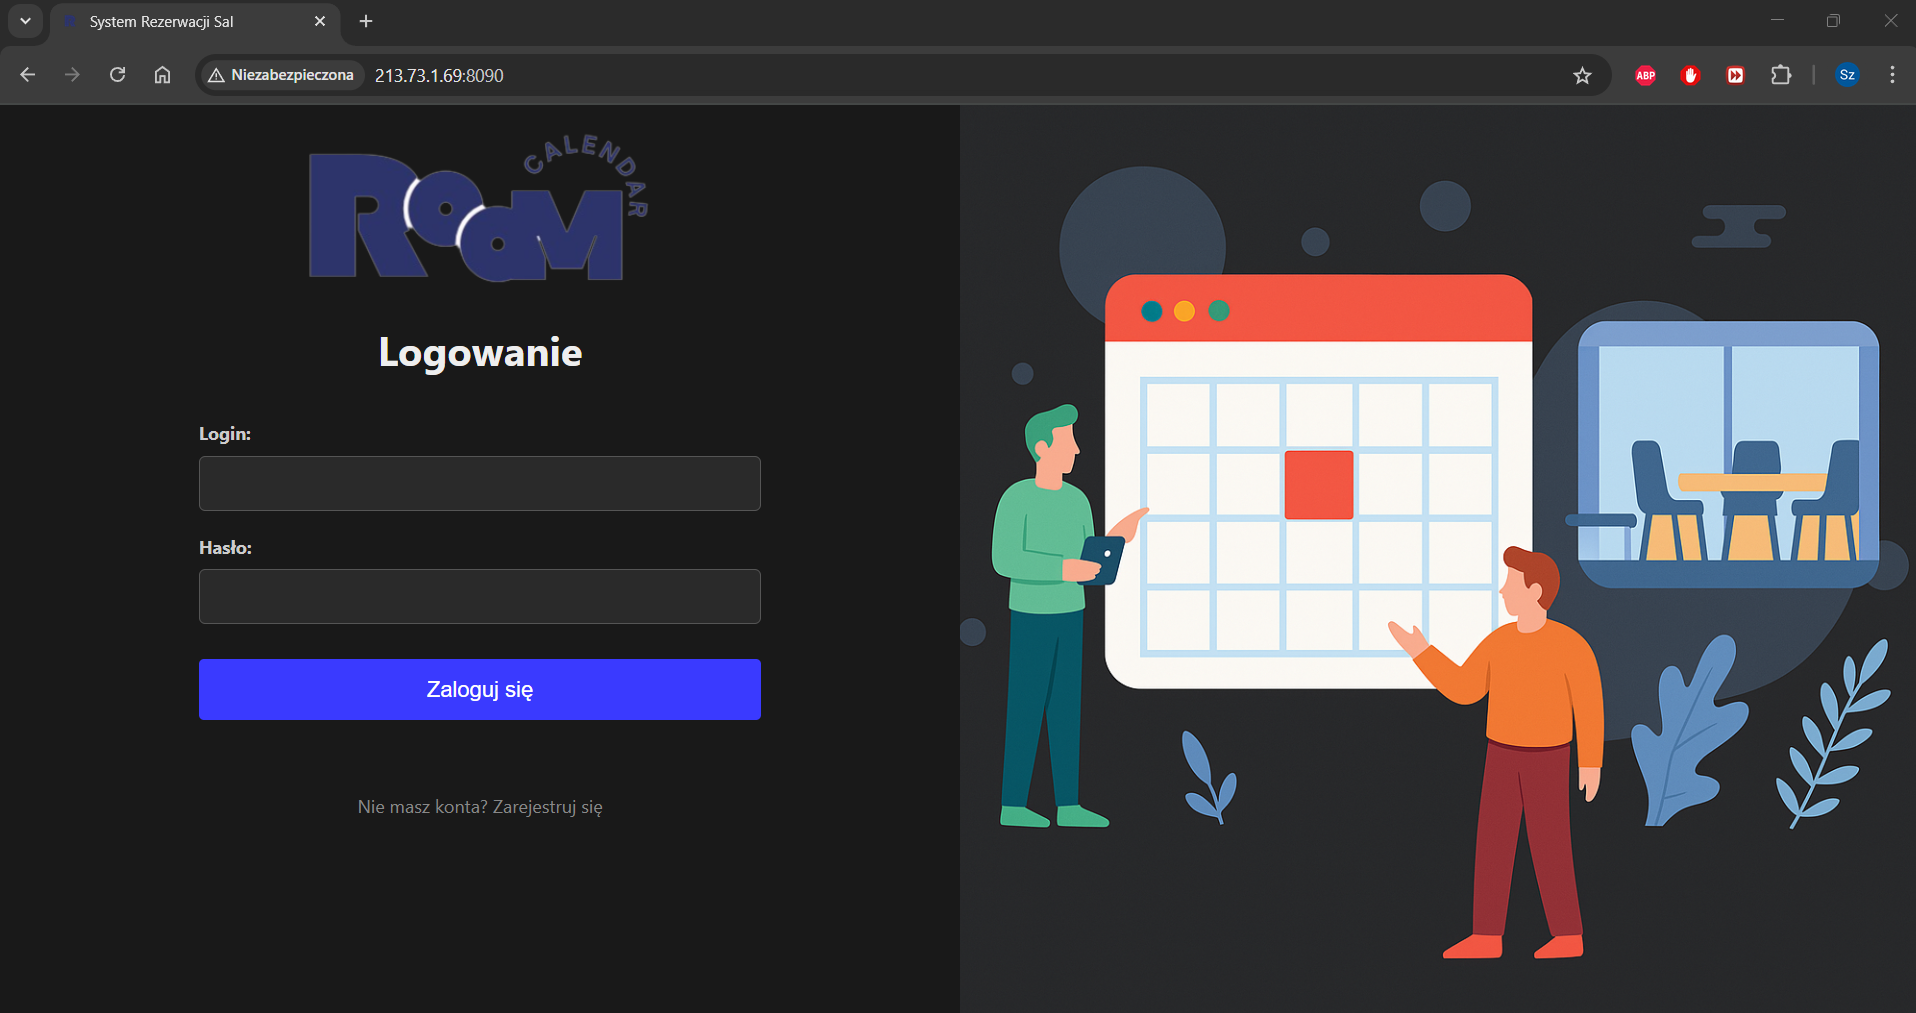 System Rezerwacji Sal
Niezabezpieczona
213.73.1.69:8090
ABP
Sz
CALENDAR
ROOM
Logowanie
Login:
Hasło:
Zaloguj się
Nie masz konta? Zarejestruj się